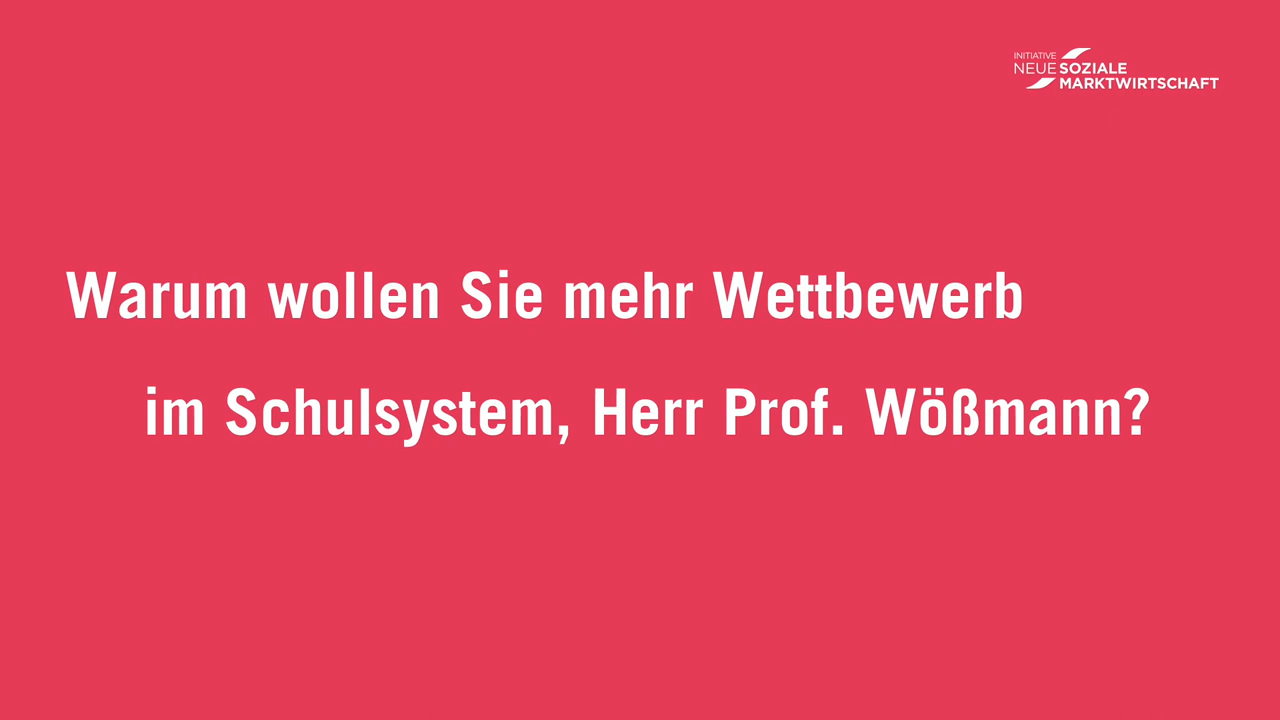 INITIATIVE
NEUE SOZIALE
MARKTWIRTSCHAFT
Warum wollen Sie mehr Wettbewerb
im Schulsystem, Herr Prof. Wößmann?